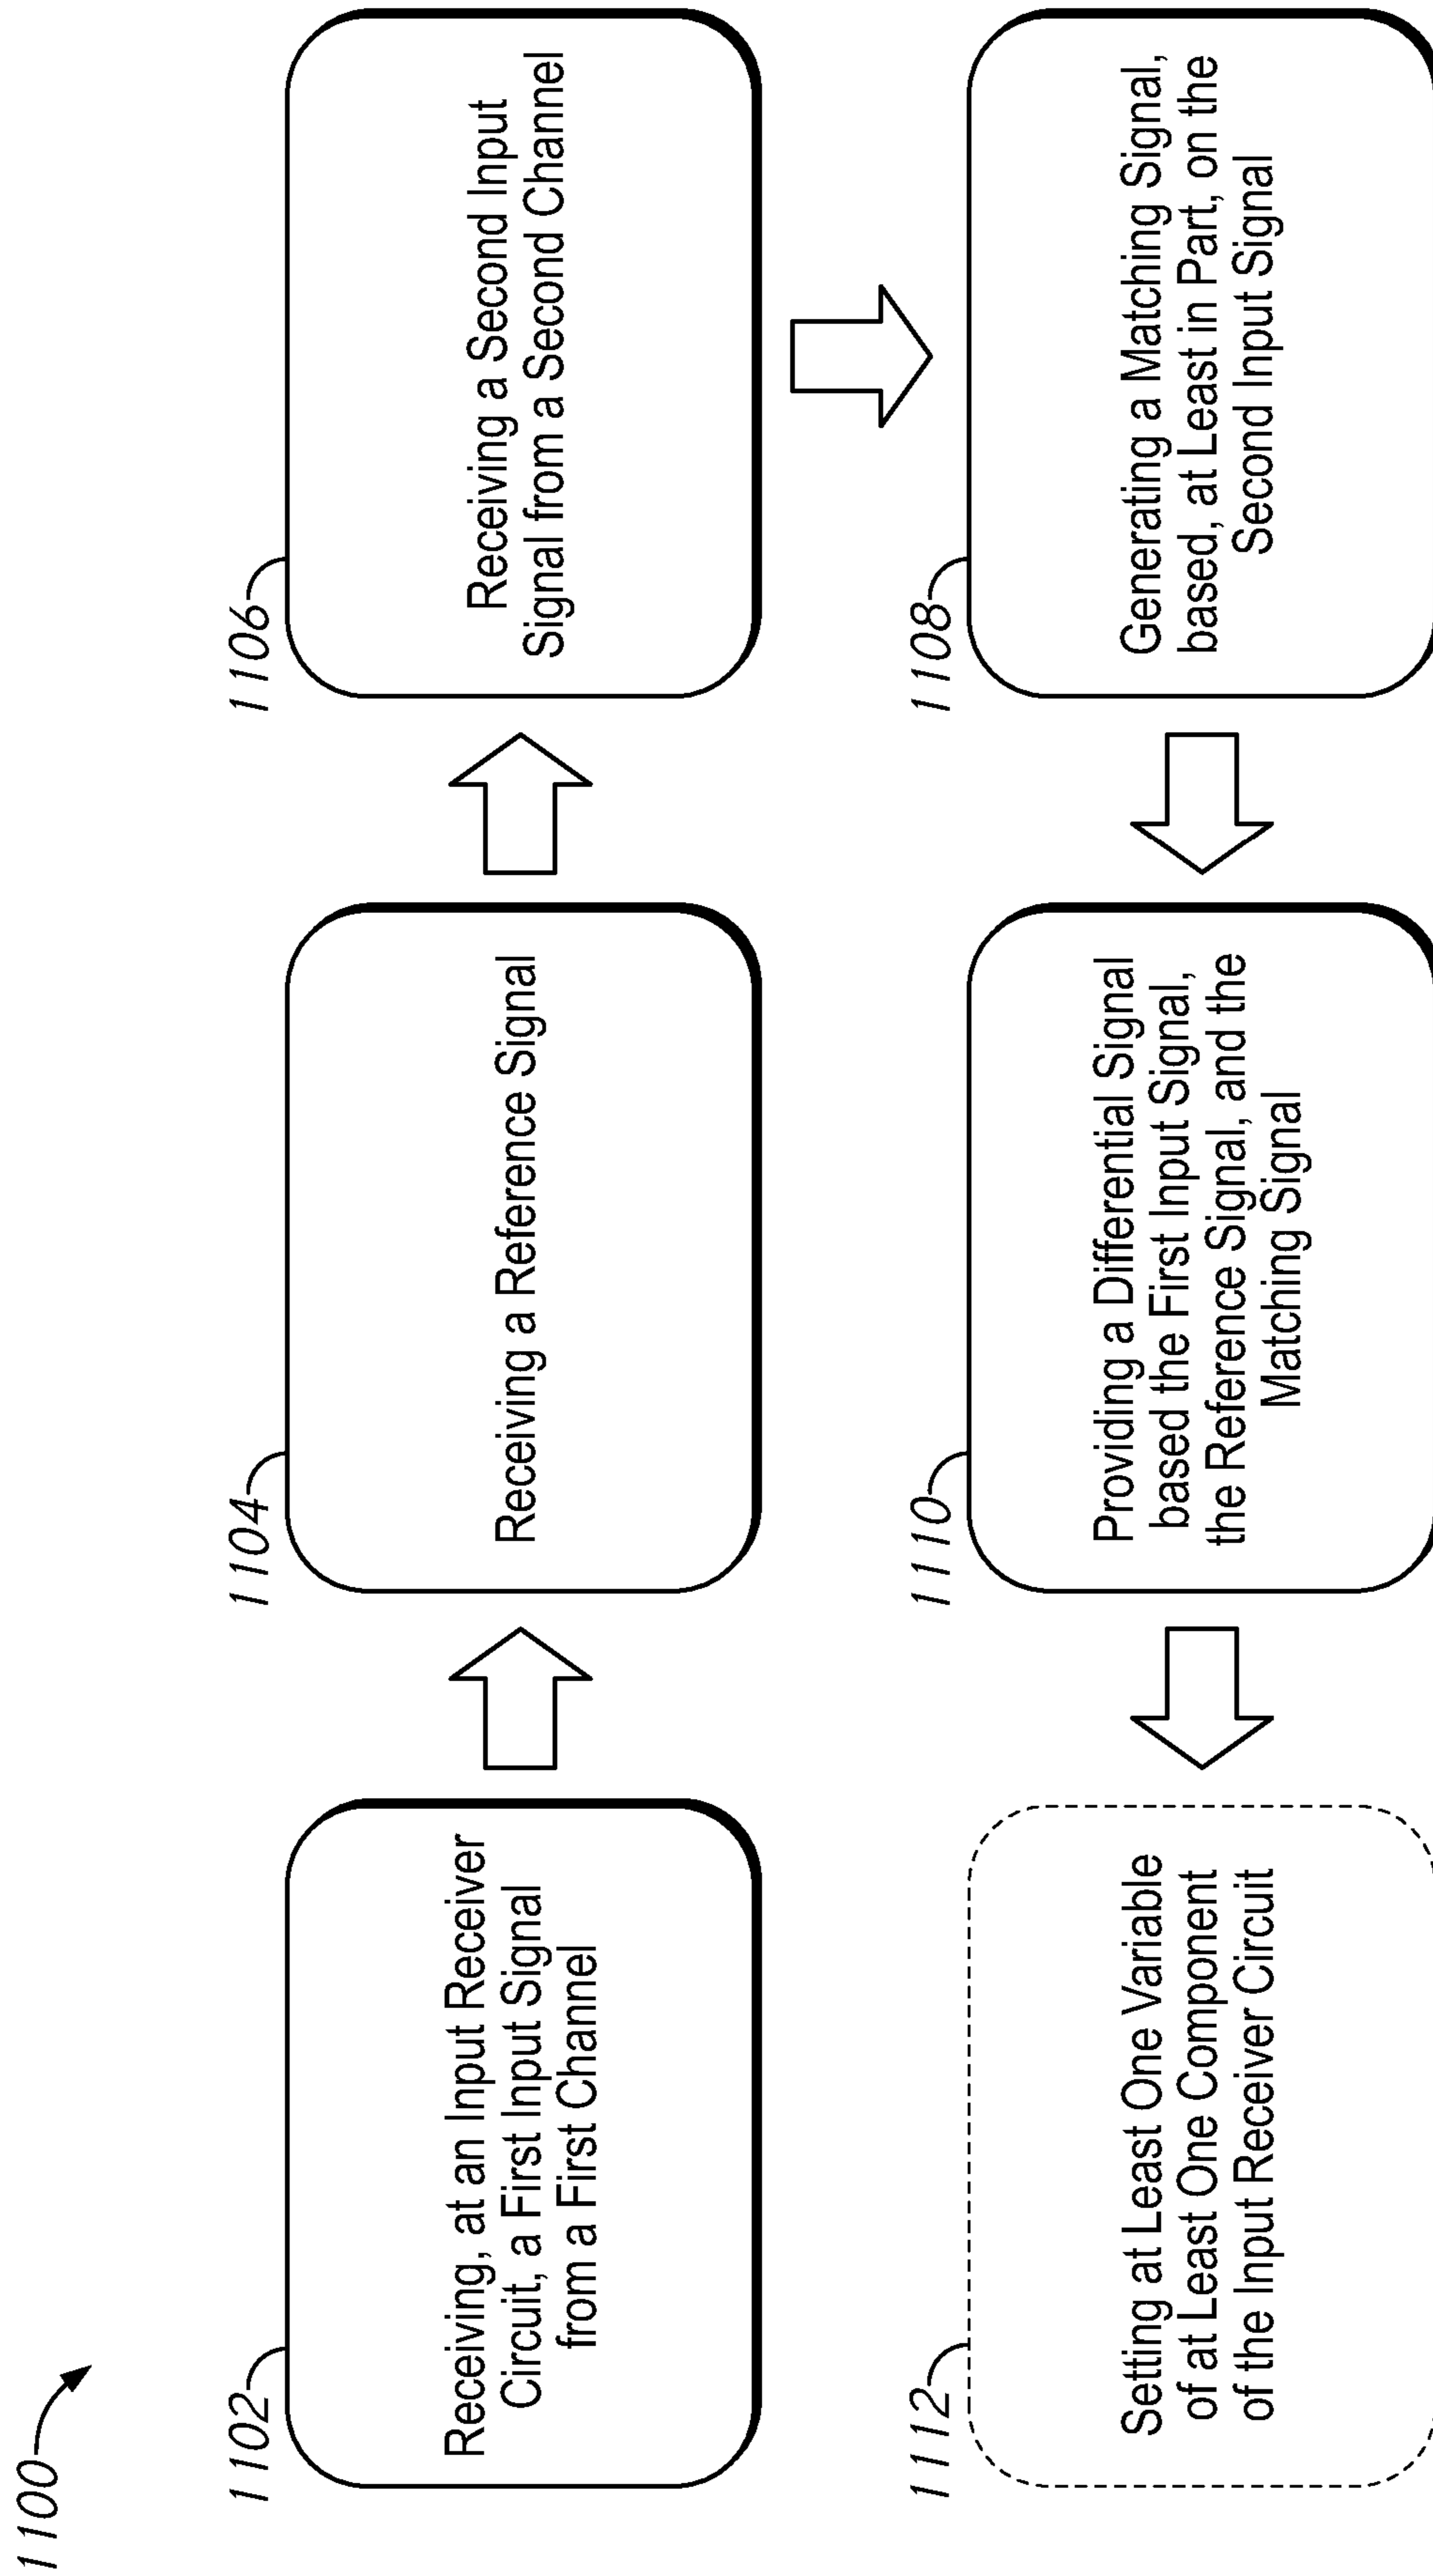 1100
1102
Receiving, at an Input Receiver
Circuit, a First Input Signal
from a First Channel
1104
Receiving a Reference Signal
1106
Receiving a Second Input
Signal from a Second Channel
1108
Generating a Matching Signal,
based, at Least in Part, on the
Second Input Signal
1110
Providing a Differential Signal
based the First Input Signal,
the Reference Signal, and the
Matching Signal
1112
Setting at Least One Variable
of at Least One Component
of the Input Receiver Circuit